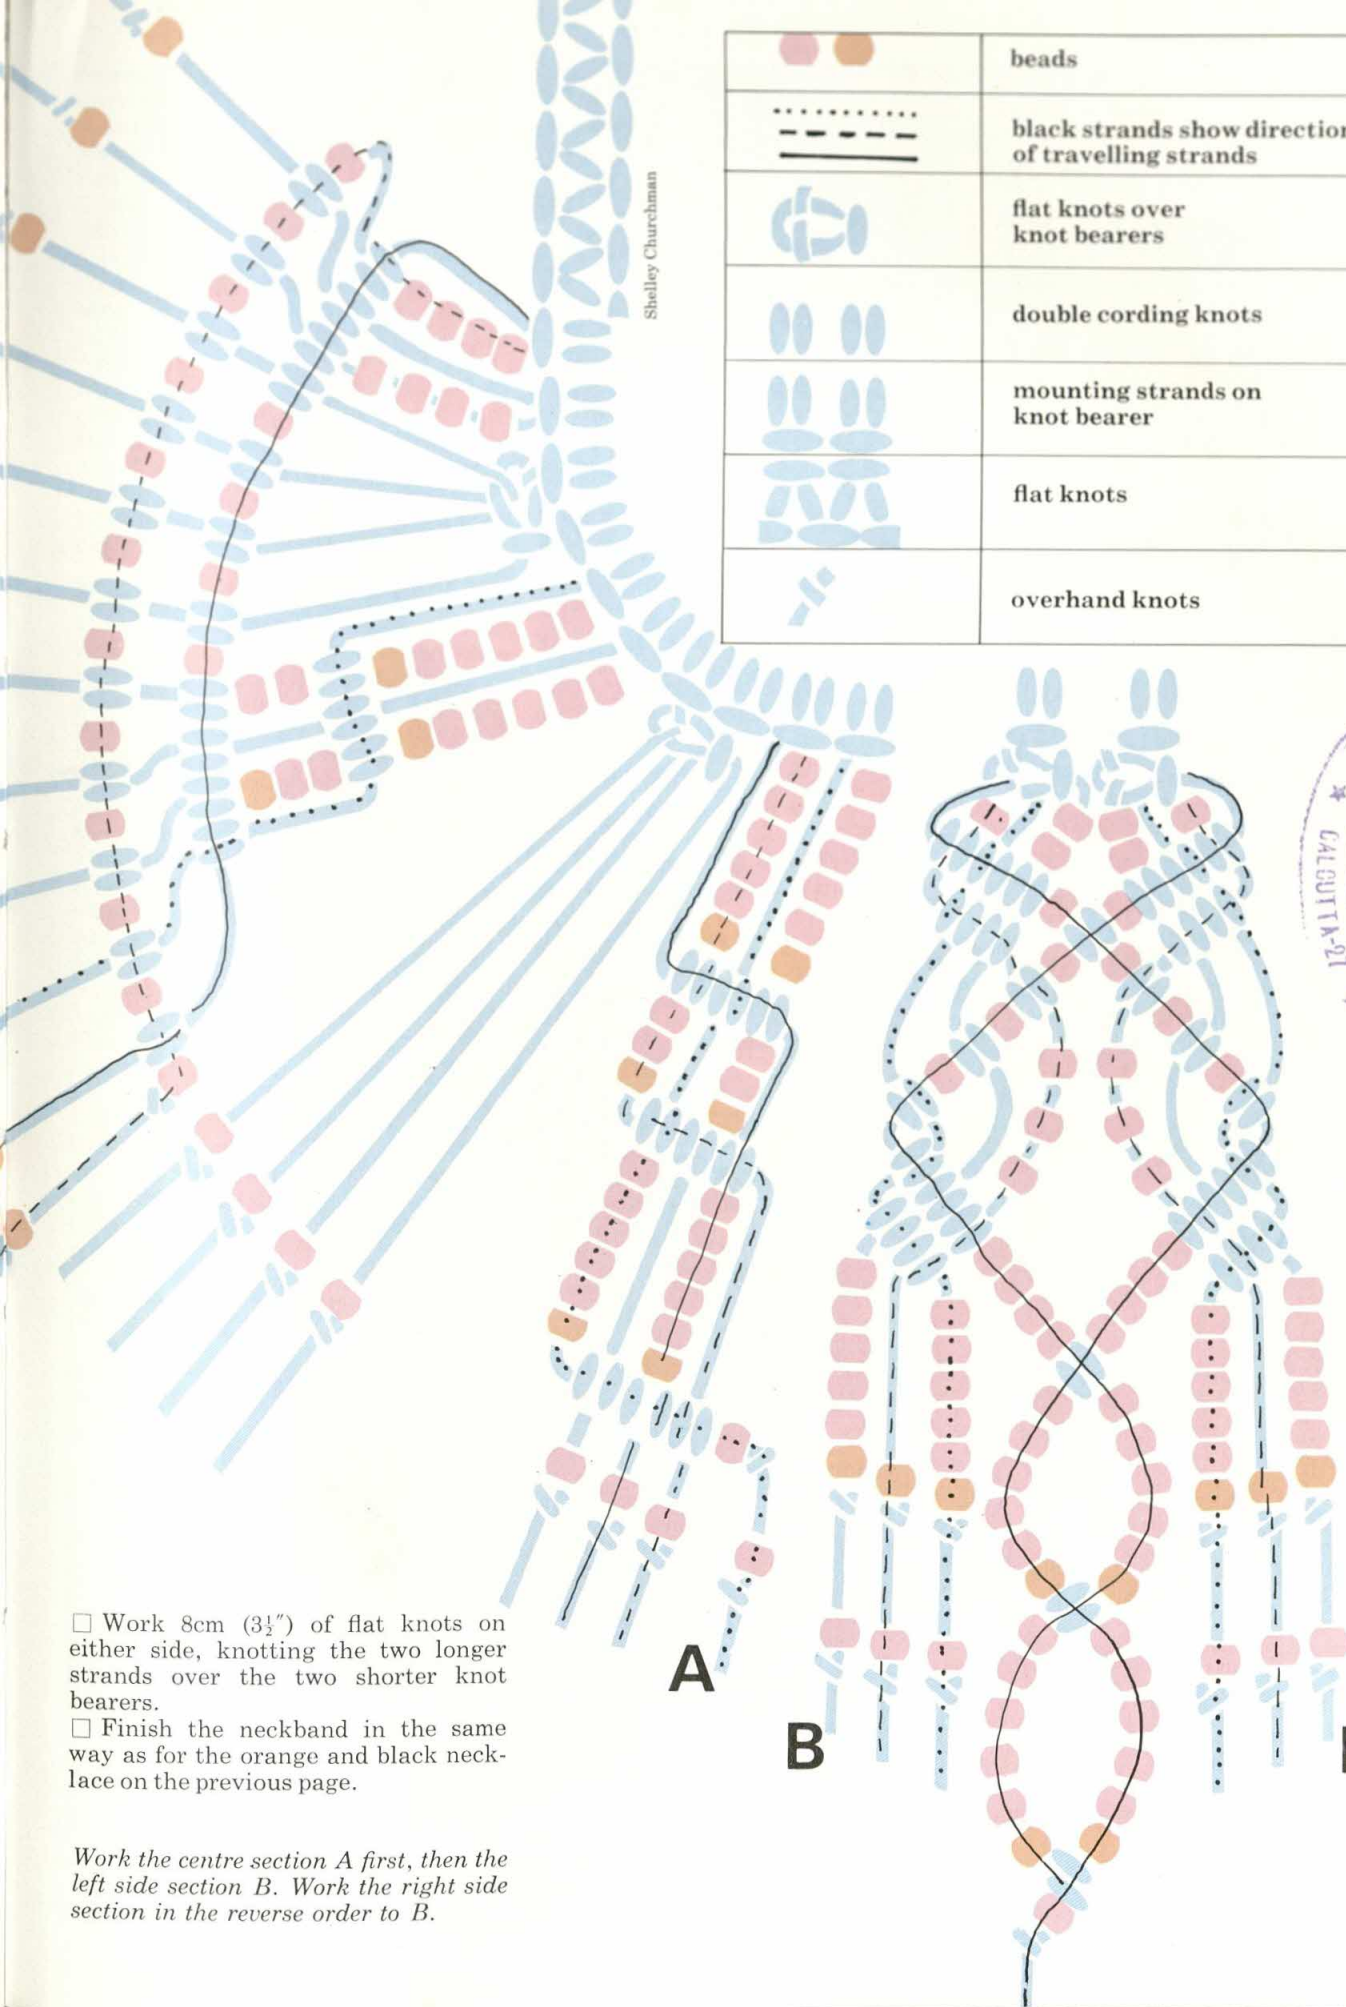 beads
black strands show direction
of travelling strands
flat knots over
knot bearers
double cording knots
mounting strands on
knot bearer
flat knots
overhand knots
Shelley Churchman
CALCUTTA-27
A
B
☐ Work 8cm (3½″) of flat knots on
either side, knotting the two longer
strands over the two shorter knot
bearers.
☐ Finish the neckband in the same
way as for the orange and black neck-
lace on the previous page.
Work the centre section A first, then the
left side section B. Work the right side
section in the reverse order to B.